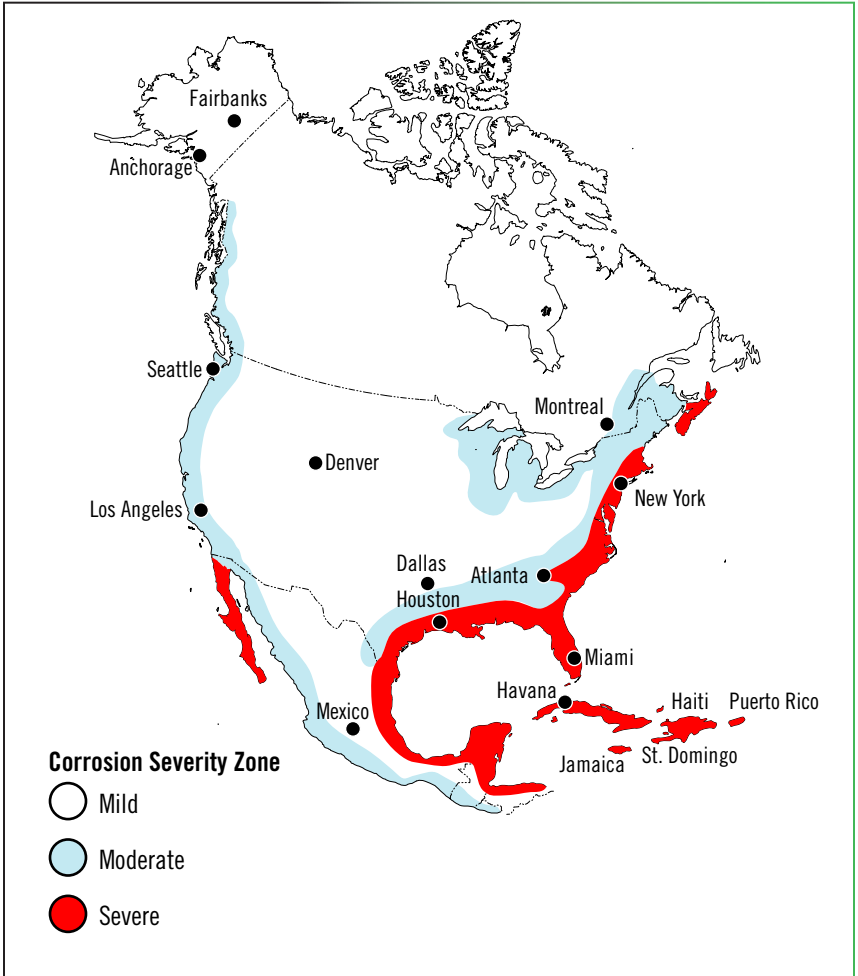 Fairbanks
Anchorage
Seattle
Montreal
Denver
New York
Los Angeles
Dallas
Atlanta
Houston
Miami
Havana
Haiti
Puerto Rico
Mexico
St. Domingo
Jamaica
Corrosion Severity Zone
Mild
Moderate
Severe